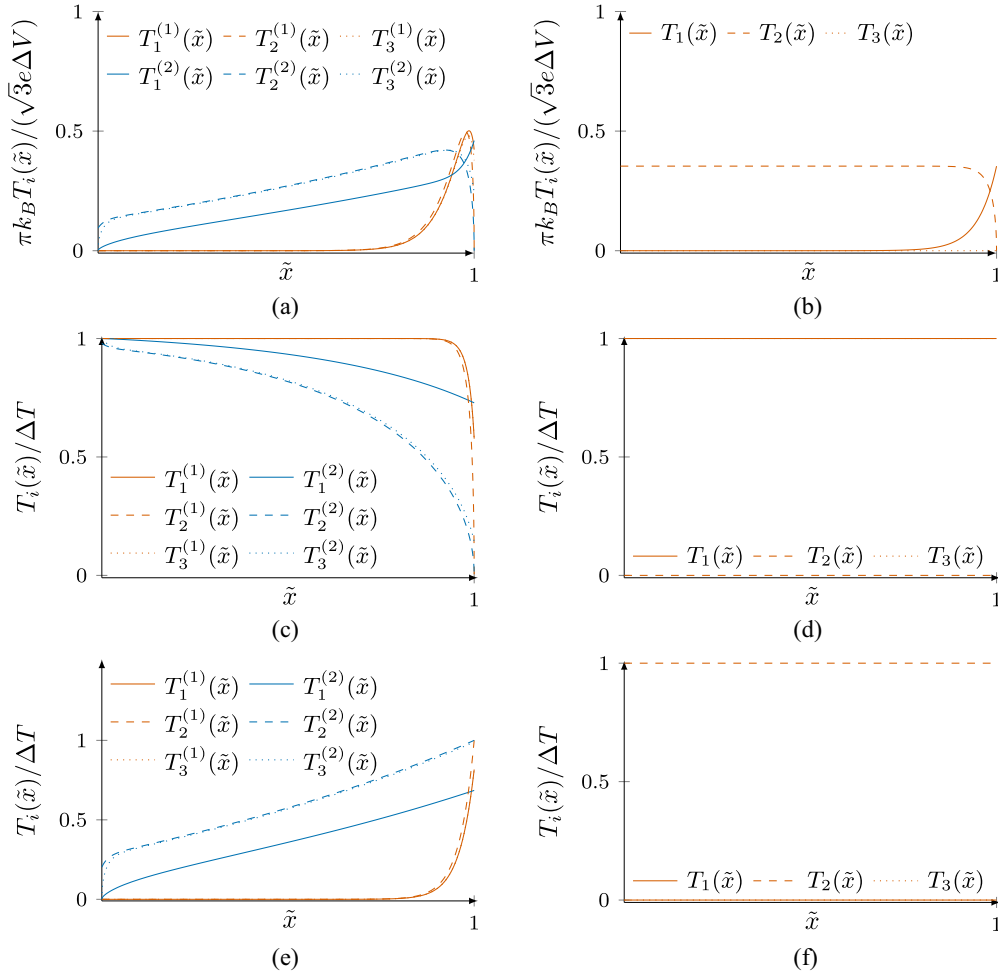 πk_BT_i(x̃)/(√3eΔV)
1
T_1^{(1)}(x̃) T_2^{(1)}(x̃) T_3^{(1)}(x̃)
T_1^{(2)}(x̃) T_2^{(2)}(x̃) T_3^{(2)}(x̃)
0.5
0
x̃
1
(a)
πk_BT_i(x̃)/(√3eΔV)
1
T_1(x̃) T_2(x̃) T_3(x̃)
0.5
0
x̃
1
(b)
T_i(x̃)/ΔT
1
0.5
T_1^{(1)}(x̃) T_1^{(2)}(x̃)
T_2^{(1)}(x̃) T_2^{(2)}(x̃)
T_3^{(1)}(x̃) T_3^{(2)}(x̃)
0
x̃
1
(c)
T_i(x̃)/ΔT
1
0.5
T_1(x̃) T_2(x̃) T_3(x̃)
0
x̃
1
(d)
T_i(x̃)/ΔT
T_1^{(1)}(x̃) T_1^{(2)}(x̃)
T_2^{(1)}(x̃) T_2^{(2)}(x̃)
T_3^{(1)}(x̃) T_3^{(2)}(x̃)
1
0.5
0
x̃
1
(e)
T_i(x̃)/ΔT
1
0.5
T_1(x̃) T_2(x̃) T_3(x̃)
0
x̃
1
(f)